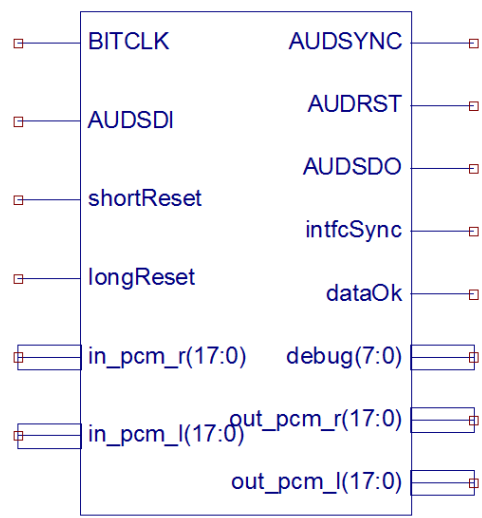 BITCLK
AUDSDI
shortReset
longReset
in_pcm_r(17:0)
in_pcm_l(17:0)
AUDSYNC
AUDRST
AUDSDO
intfcSync
dataOk
debug(7:0)
out_pcm_r(17:0)
out_pcm_l(17:0)